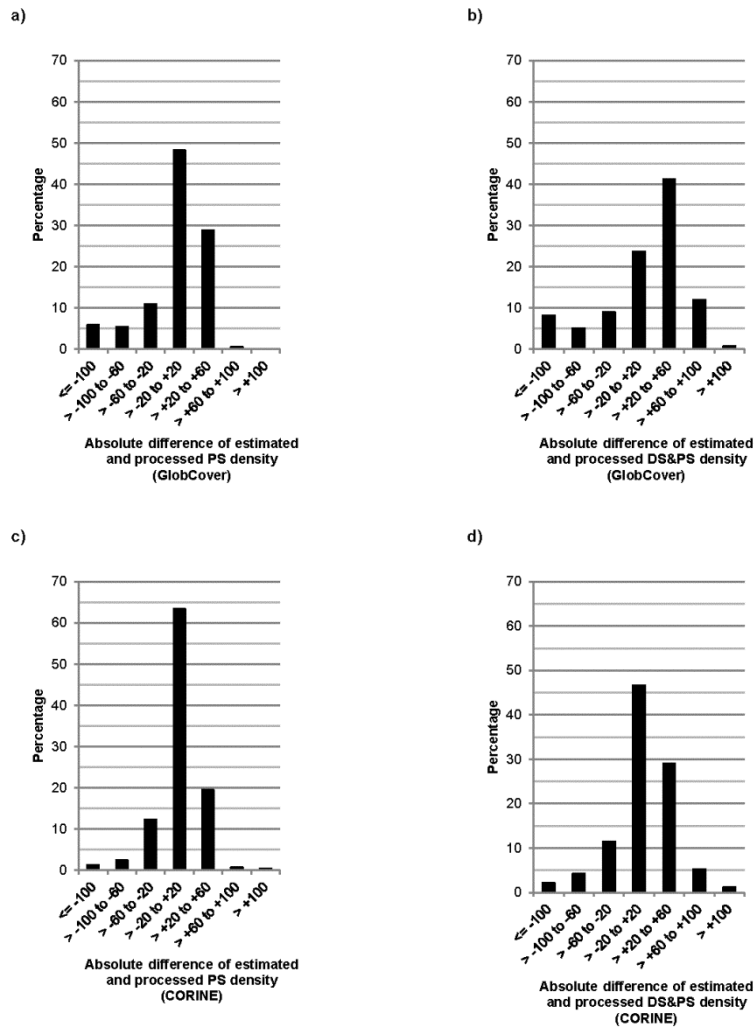 a)
70
60
50
40
30
20
10
0
Percentage
<= -100
> -100 to -60
> -60 to -20
> -20 to +20
> +20 to +60
> +60 to +100
> +100
Absolute difference of estimated
and processed PS density
(GlobCover)
b)
70
60
50
40
30
20
10
0
Percentage
<= -100
> -100 to -60
> -60 to -20
> -20 to +20
> +20 to +60
> +60 to +100
> +100
Absolute difference of estimated
and processed DS&PS density
(GlobCover)
c)
70
60
50
40
30
20
10
0
Percentage
<= -100
> -100 to -60
> -60 to -20
> -20 to +20
> +20 to +60
> +60 to +100
> +100
Absolute difference of estimated
and processed PS density
(CORINE)
d)
70
60
50
40
30
20
10
0
Percentage
<= -100
> -100 to -60
> -60 to -20
> -20 to +20
> +20 to +60
> +60 to +100
> +100
Absolute difference of estimated
and processed DS&PS density
(CORINE)